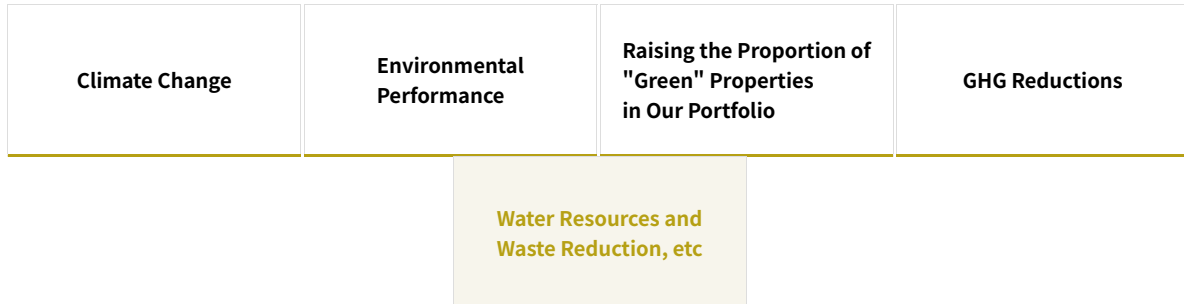 Climate Change
Environmental
Performance
Raising the Proportion of
"Green" Properties
in Our Portfolio
GHG Reductions
Water Resources and
Waste Reduction, etc